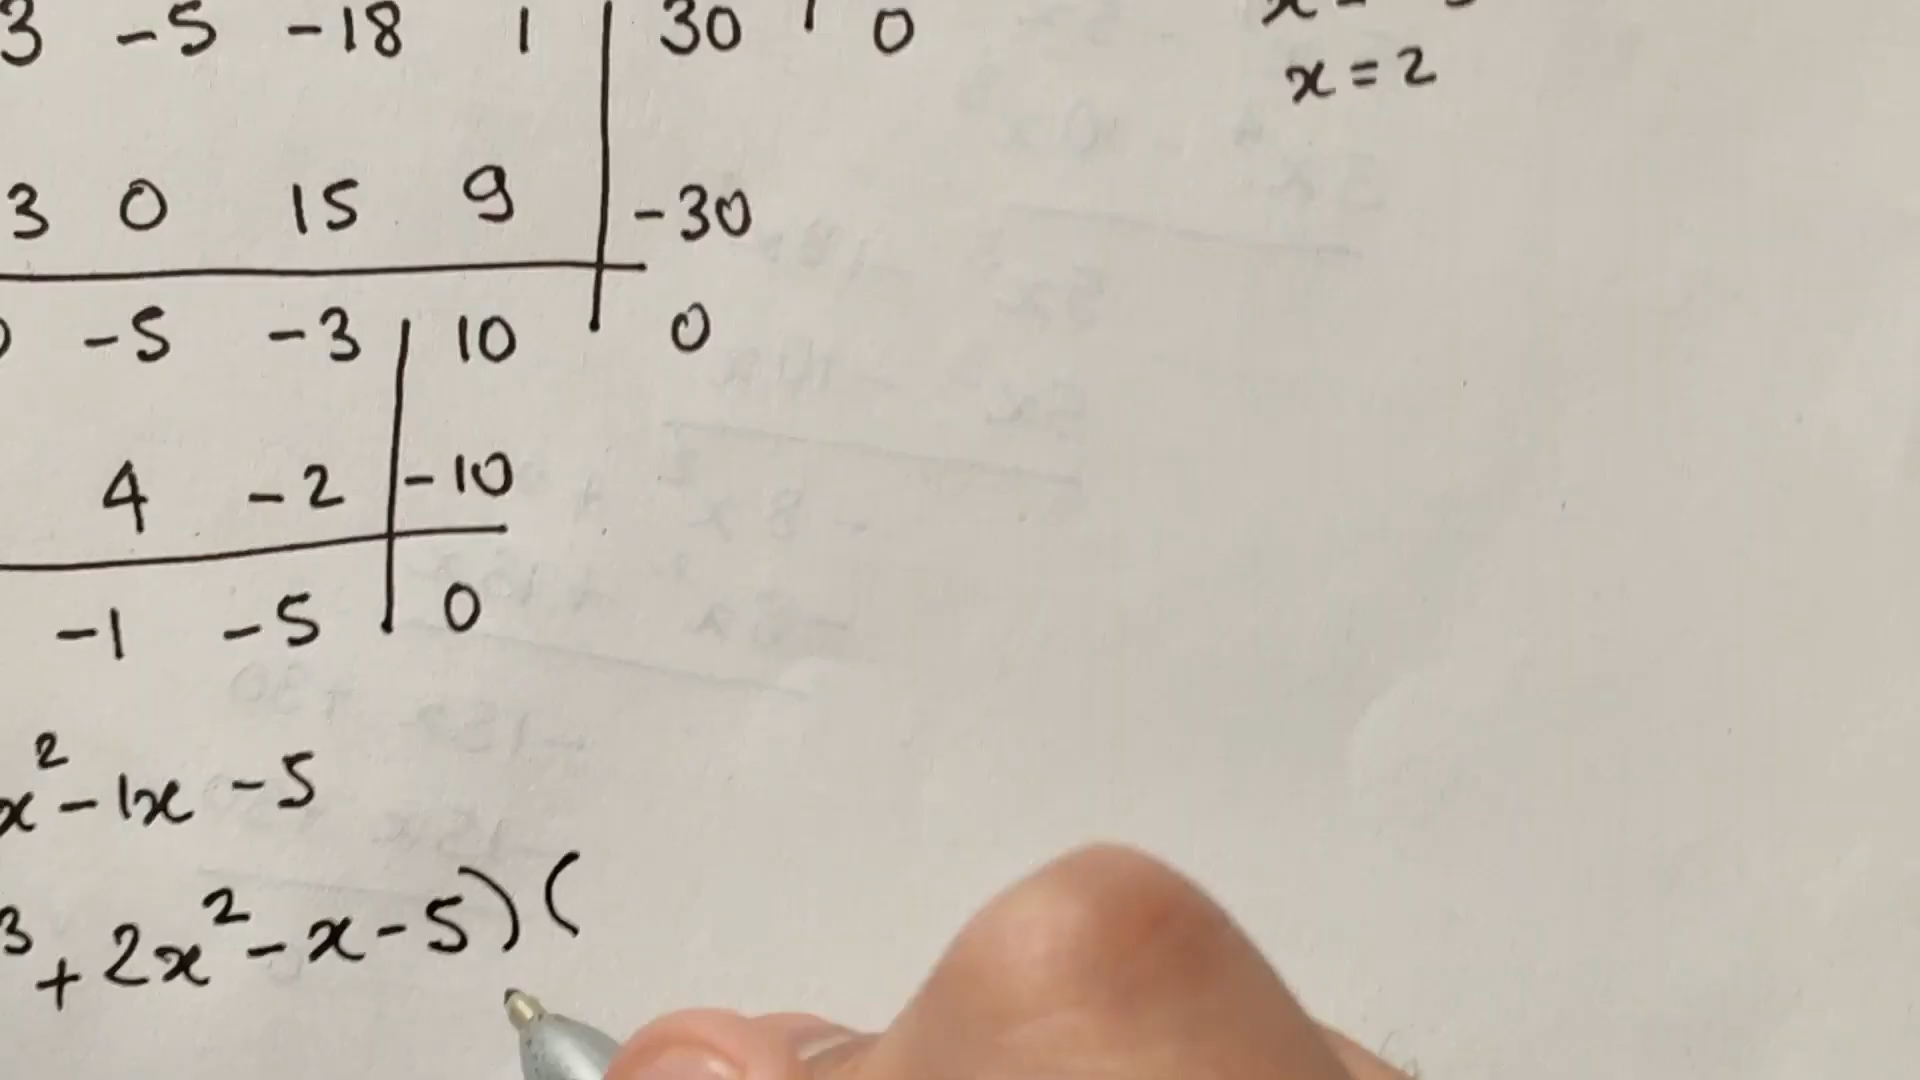 3 -5 -18 1 | 30 0
x = 2
3 0 15 9 | -30
-5 -3 | 10 0
4 -2 | -10
-1 -5 | 0
x² - 1x - 5
³ + 2x² - x - 5) (